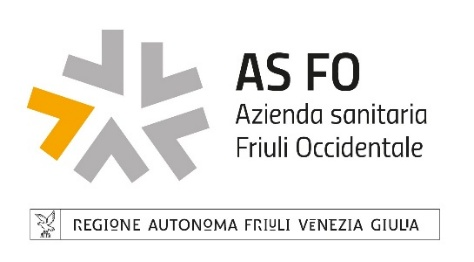 AS FO
Azienda sanitaria
Friuli Occidentale
REGIONE AUTONOMA FRIULI VENEZIA GIULIA